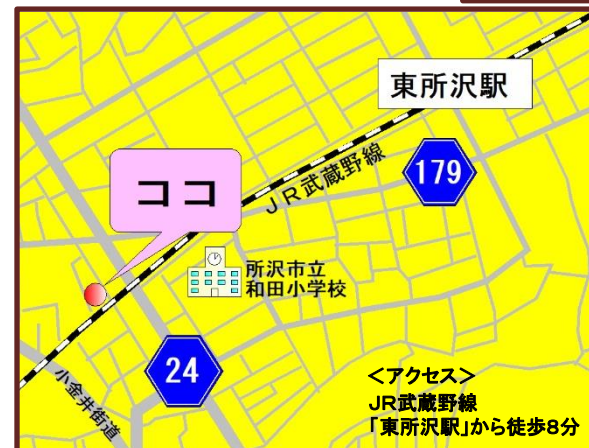 東所沢駅
179
JR武蔵野線
ココ
所沢市立
和田小学校
24
小金井街道
＜アクセス＞
JR武蔵野線
「東所沢駅」から徒歩8分